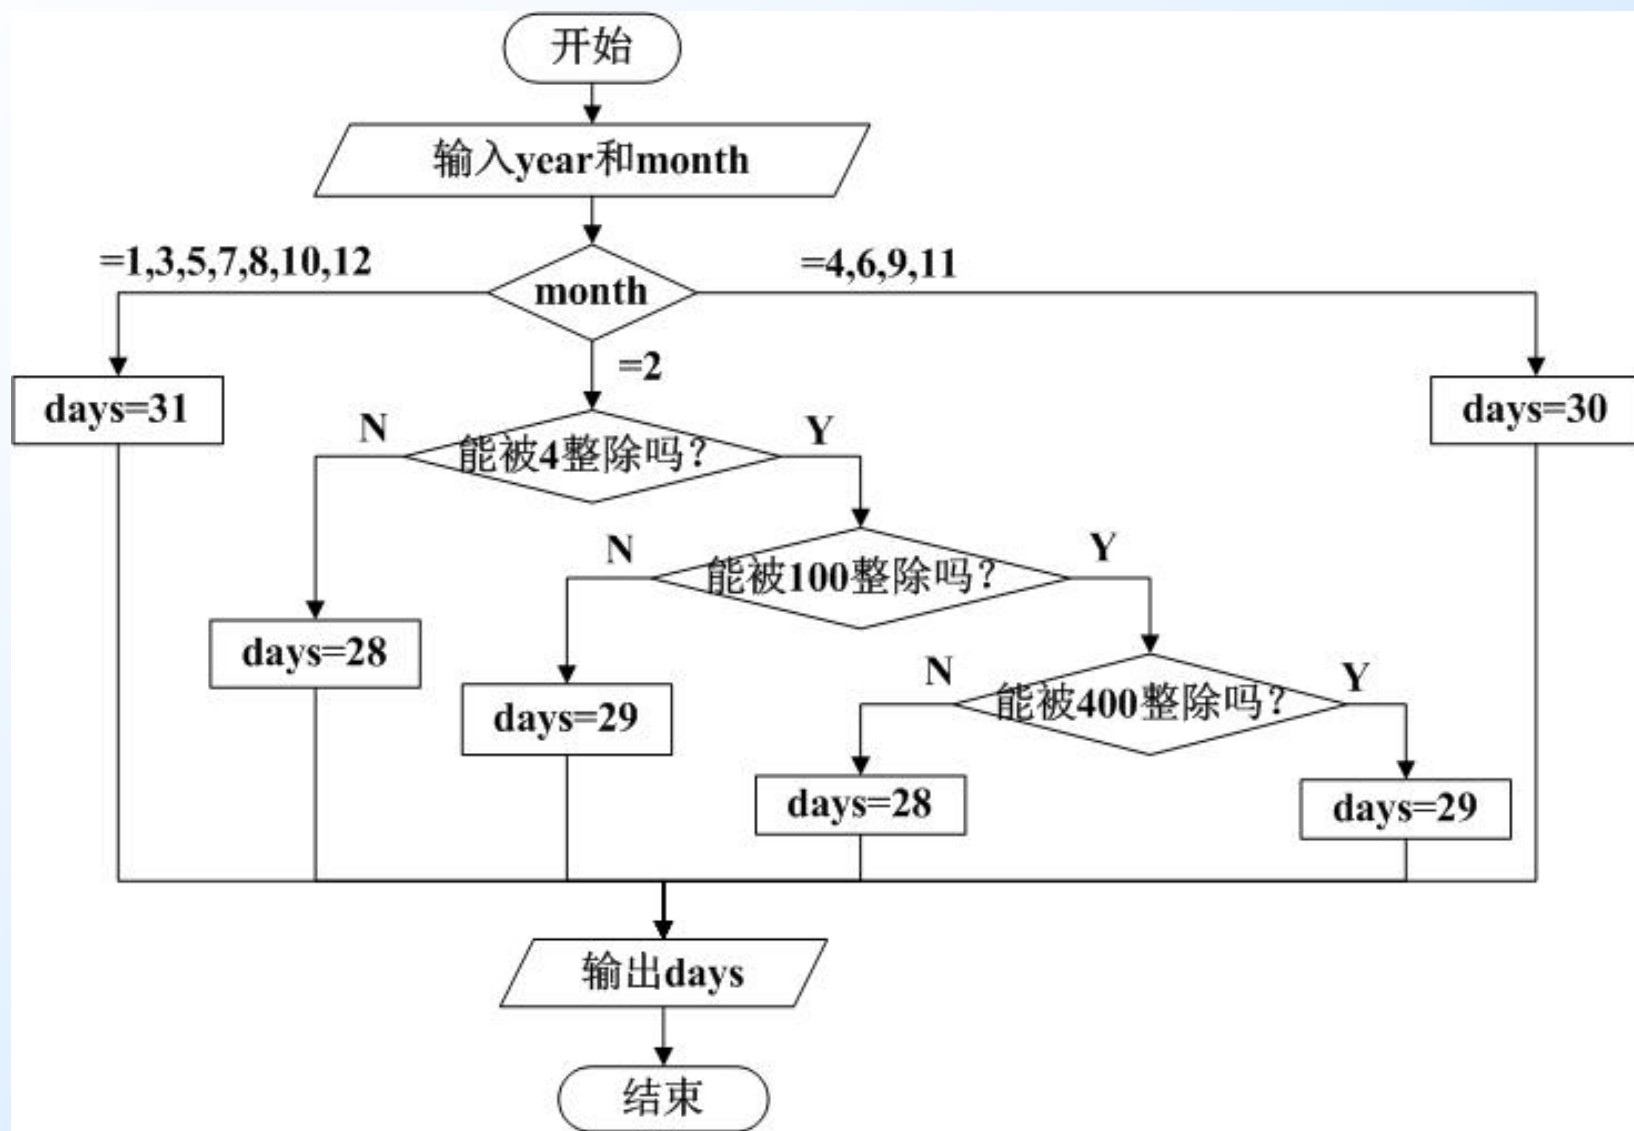 开始
输入year和month
=1,3,5,7,8,10,12
=4,6,9,11
month
=2
days=31
days=30
N
Y
能被4整除吗?
N
Y
能被100整除吗?
days=28
N
Y
days=29
能被400整除吗?
days=28
days=29
输出days
结束